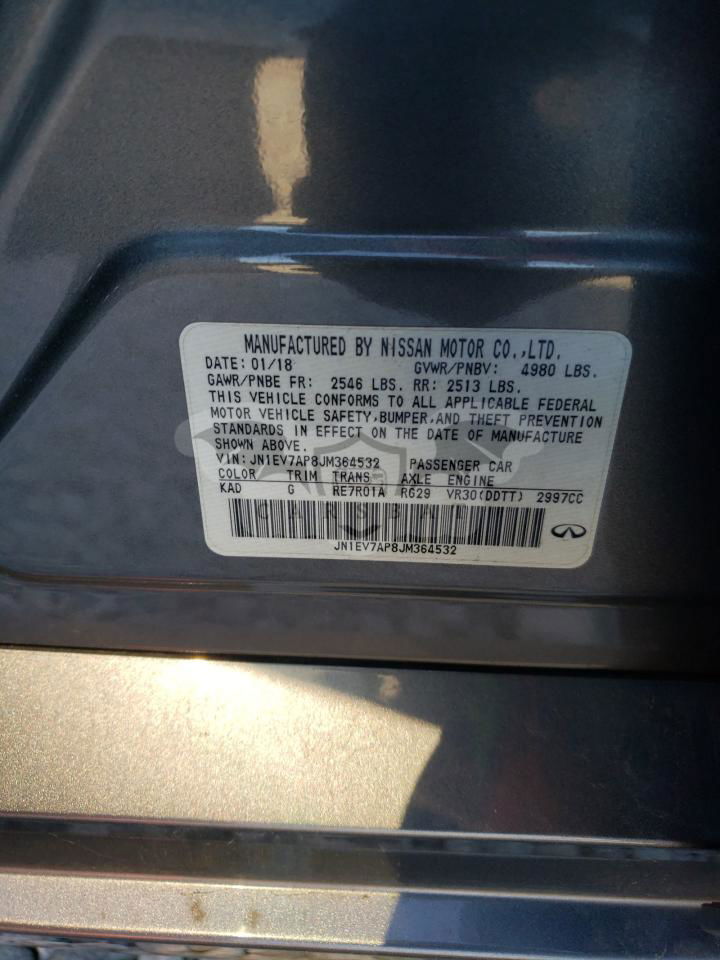 MANUFACTURED BY NISSAN MOTOR CO.,LTD.
DATE: 01/18 GVWR/PNBV: 4980 LBS.
GAWR/PNBE FR: 2546 LBS. RR: 2513 LBS.
THIS VEHICLE CONFORMS TO ALL APPLICABLE FEDERAL
MOTOR VEHICLE SAFETY,BUMPER,AND THEFT PREVENTION
STANDARDS IN EFFECT ON THE DATE OF MANUFACTURE
SHOWN ABOVE.
VIN: JN1EV7AP8JM364532 PASSENGER CAR
COLOR TRIM TRANS AXLE ENGINE
KAD G RE7R01A R629 VR30(DDTT) 2997CC
JN1EV7AP8JM364532